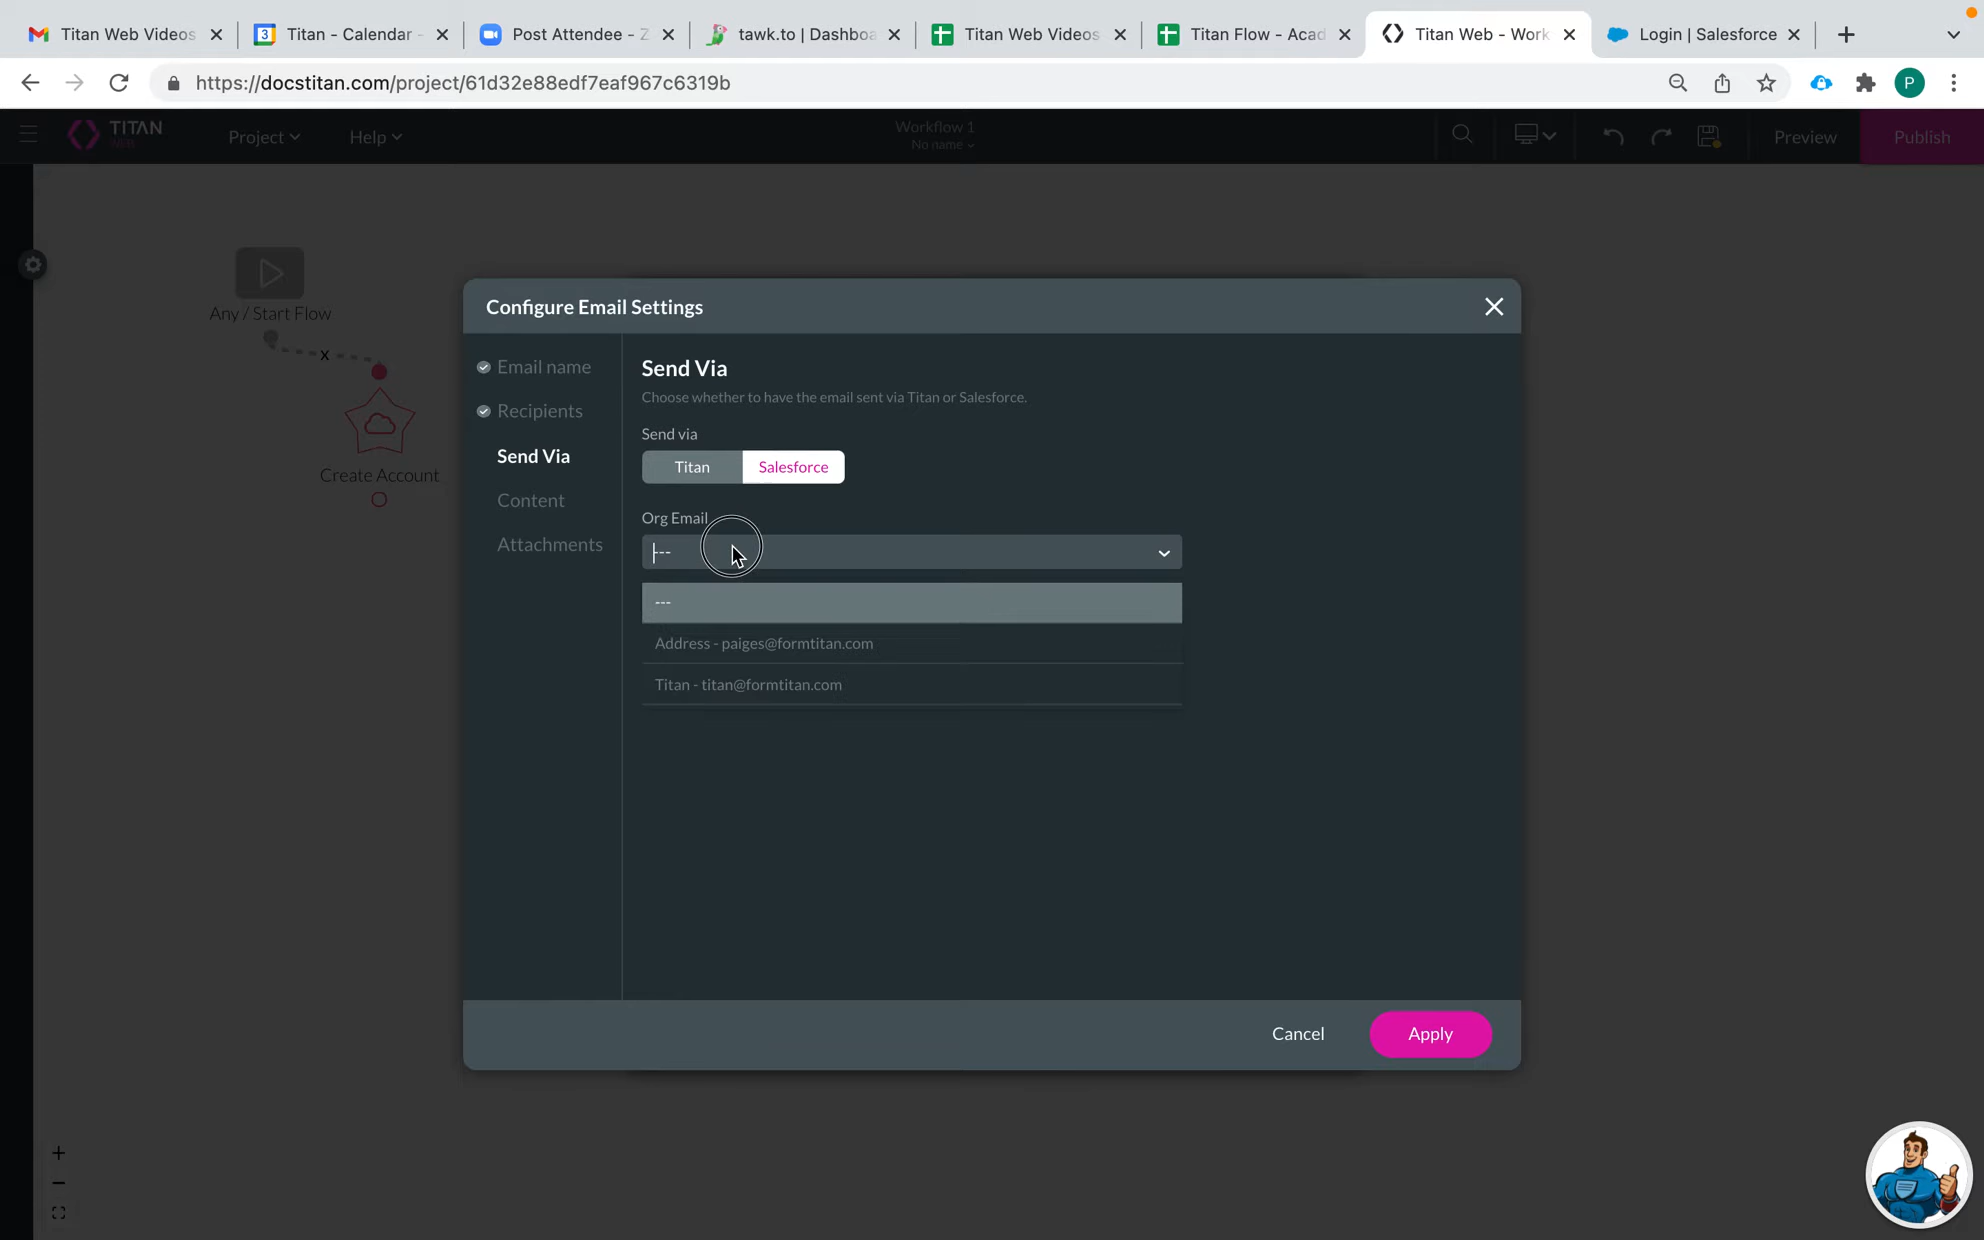 Titan Web Videos
Titan - Calendar -
Post Attendee - Z
tawk.to | Dashboa
Titan Web Videos
Titan Flow - Acad
Titan Web - Work
Login | Salesforce
https://docstitan.com/project/61d32e88edf7eaf967c6319b
P
TITAN
WEB
Project
Help
Workflow 1
No name
Preview
Publish
Any / Start Flow
x
Create Account
Configure Email Settings
Email name
Recipients
Send Via
Content
Attachments
Send Via
Choose whether to have the email sent via Titan or Salesforce.
Send via
Titan
Salesforce
Org Email
---
---
Address - paiges@formtitan.com
Titan - titan@formtitan.com
Cancel
Apply